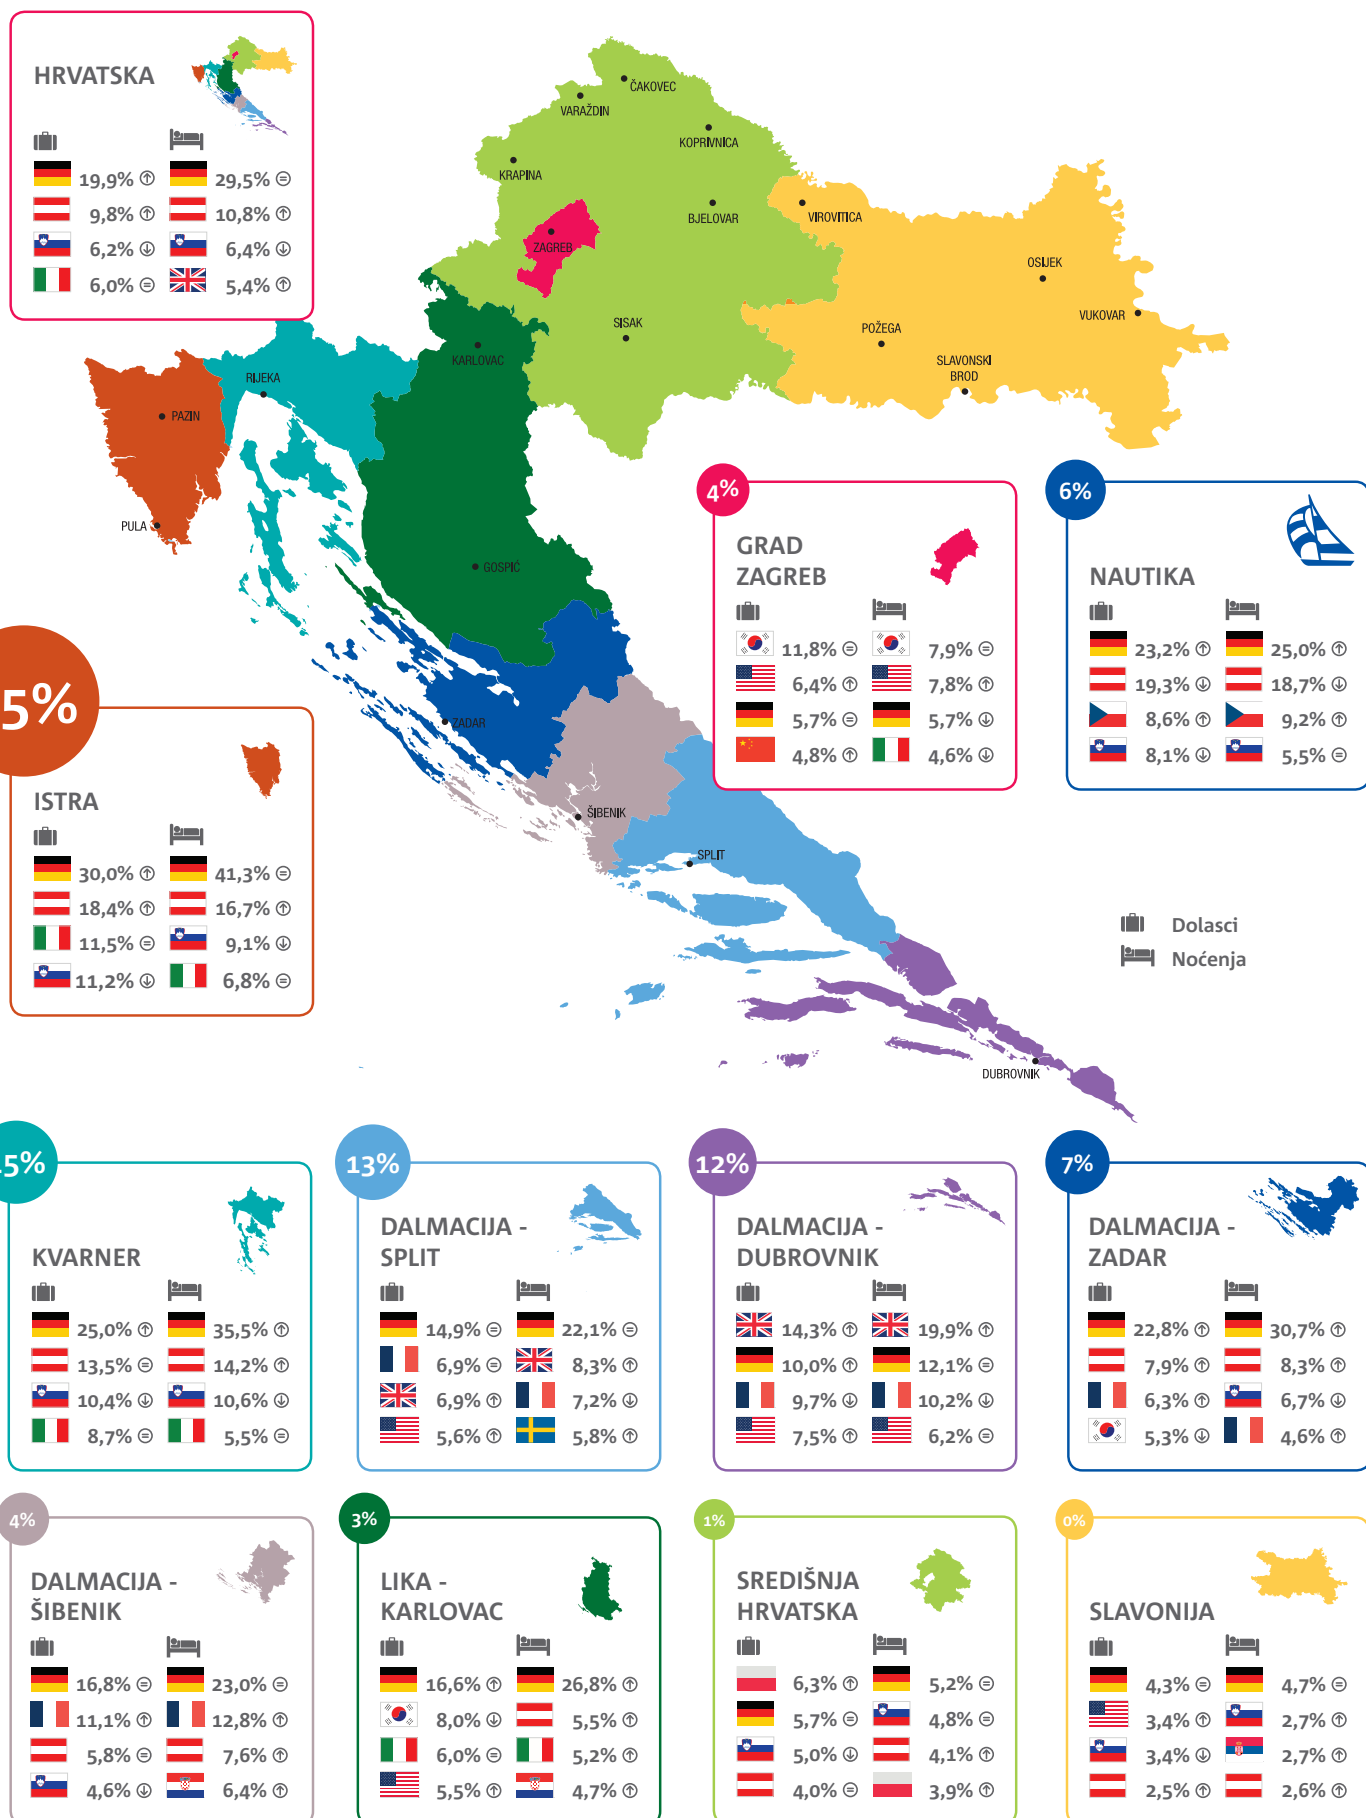 HRVATSKA
19,9% 29,5%
9,8% 10,8%
6,2% 6,4%
6,0% 5,4%
ČAKOVEC
VARAŽDIN
KOPRIVNICA
KRAPINA
BJELOVAR
VIROVITICA
ZAGREB
OSIJEK
VUKOVAR
SISAK
POŽEGA
KARLOVAC
SLAVONSKI
BROD
RIJEKA
PAZIN
PULA
GOSPIĆ
ZADAR
ŠIBENIK
SPLIT
DUBROVNIK
4%
GRAD
ZAGREB
11,8% 7,9%
6,4% 7,8%
5,7% 5,7%
4,8% 4,6%
6%
NAUTIKA
23,2% 25,0%
19,3% 18,7%
8,6% 9,2%
8,1% 5,5%
5%
ISTRA
30,0% 41,3%
18,4% 16,7%
11,5% 9,1%
11,2% 6,8%
Dolasci
Noćenja
5%
KVARNER
25,0% 35,5%
13,5% 14,2%
10,4% 10,6%
8,7% 5,5%
13%
DALMACIJA -
SPLIT
14,9% 22,1%
6,9% 8,3%
6,9% 7,2%
5,6% 5,8%
12%
DALMACIJA -
DUBROVNIK
14,3% 19,9%
10,0% 12,1%
9,7% 10,2%
7,5% 6,2%
7%
DALMACIJA -
ZADAR
22,8% 30,7%
7,9% 8,3%
6,3% 6,7%
5,3% 4,6%
4%
DALMACIJA -
ŠIBENIK
16,8% 23,0%
11,1% 12,8%
5,8% 7,6%
4,6% 6,4%
3%
LIKA -
KARLOVAC
16,6% 26,8%
8,0% 5,5%
6,0% 5,2%
5,5% 4,7%
1%
SREDIŠNJA
HRVATSKA
6,3% 5,2%
5,7% 4,8%
5,0% 4,1%
4,0% 3,9%
0%
SLAVONIJA
4,3% 4,7%
3,4% 2,7%
3,4% 2,7%
2,5% 2,6%